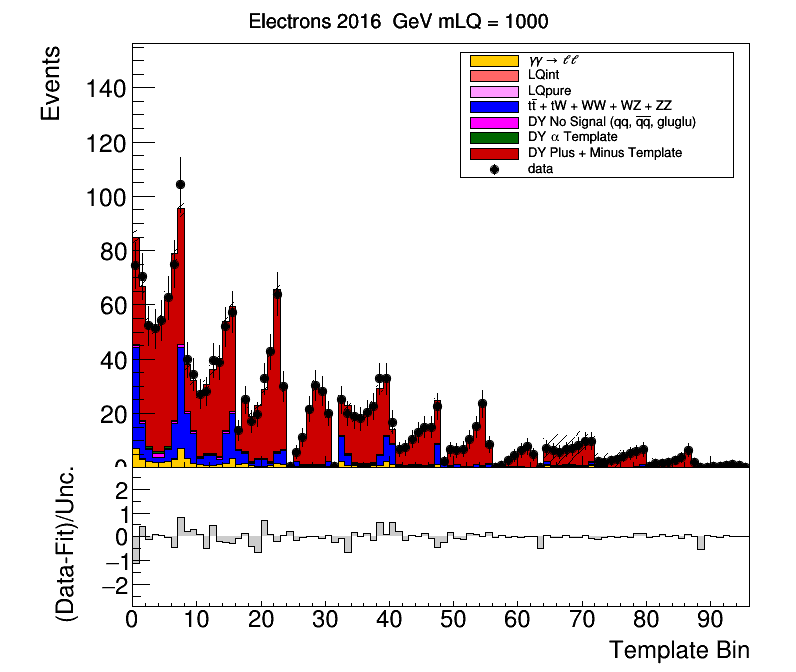 Electrons 2016 GeV mLQ = 1000
Events
140
120
100
80
60
40
20
0
γγ → ℓℓ
LQint
LQpure
tt̅ + tW + WW + WZ + ZZ
DY No Signal (qq, q̅q̅, gluglu)
DY α Template
DY Plus + Minus Template
data
(Data-Fit)/Unc.
2
1
0
−1
−2
0 10 20 30 40 50 60 70 80 90
Template Bin